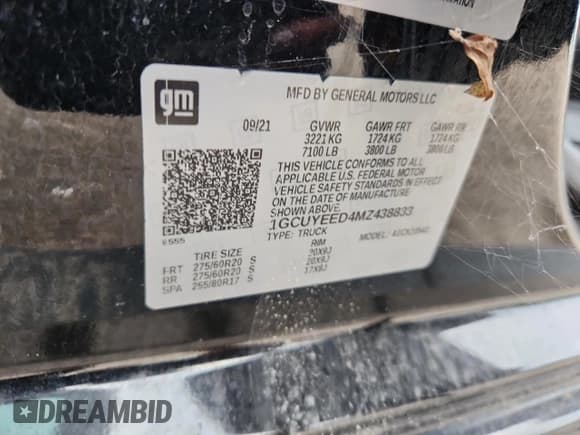 gm
MFD BY GENERAL MOTORS LLC
09/21 GVWR GAWR FRT GAWR RR
3221 KG 1724 KG 1724 KG
7100 LB 3800 LB 3800 LB
THIS VEHICLE CONFORMS TO ALL
APPLICABLE U.S. FEDERAL MOTOR
VEHICLE SAFETY STANDARDS IN EFFECT
ON THE DATE OF MANUFACTURE SHOWN ABOVE.
1GCUYEED4MZ438833
TYPE: TRUCK
TIRE SIZE RIM
FRT 275/60R20 S 20X9J
RR 275/60R20 S 20X9J
SPA 255/80R17 S 17X8J
DREAMBID